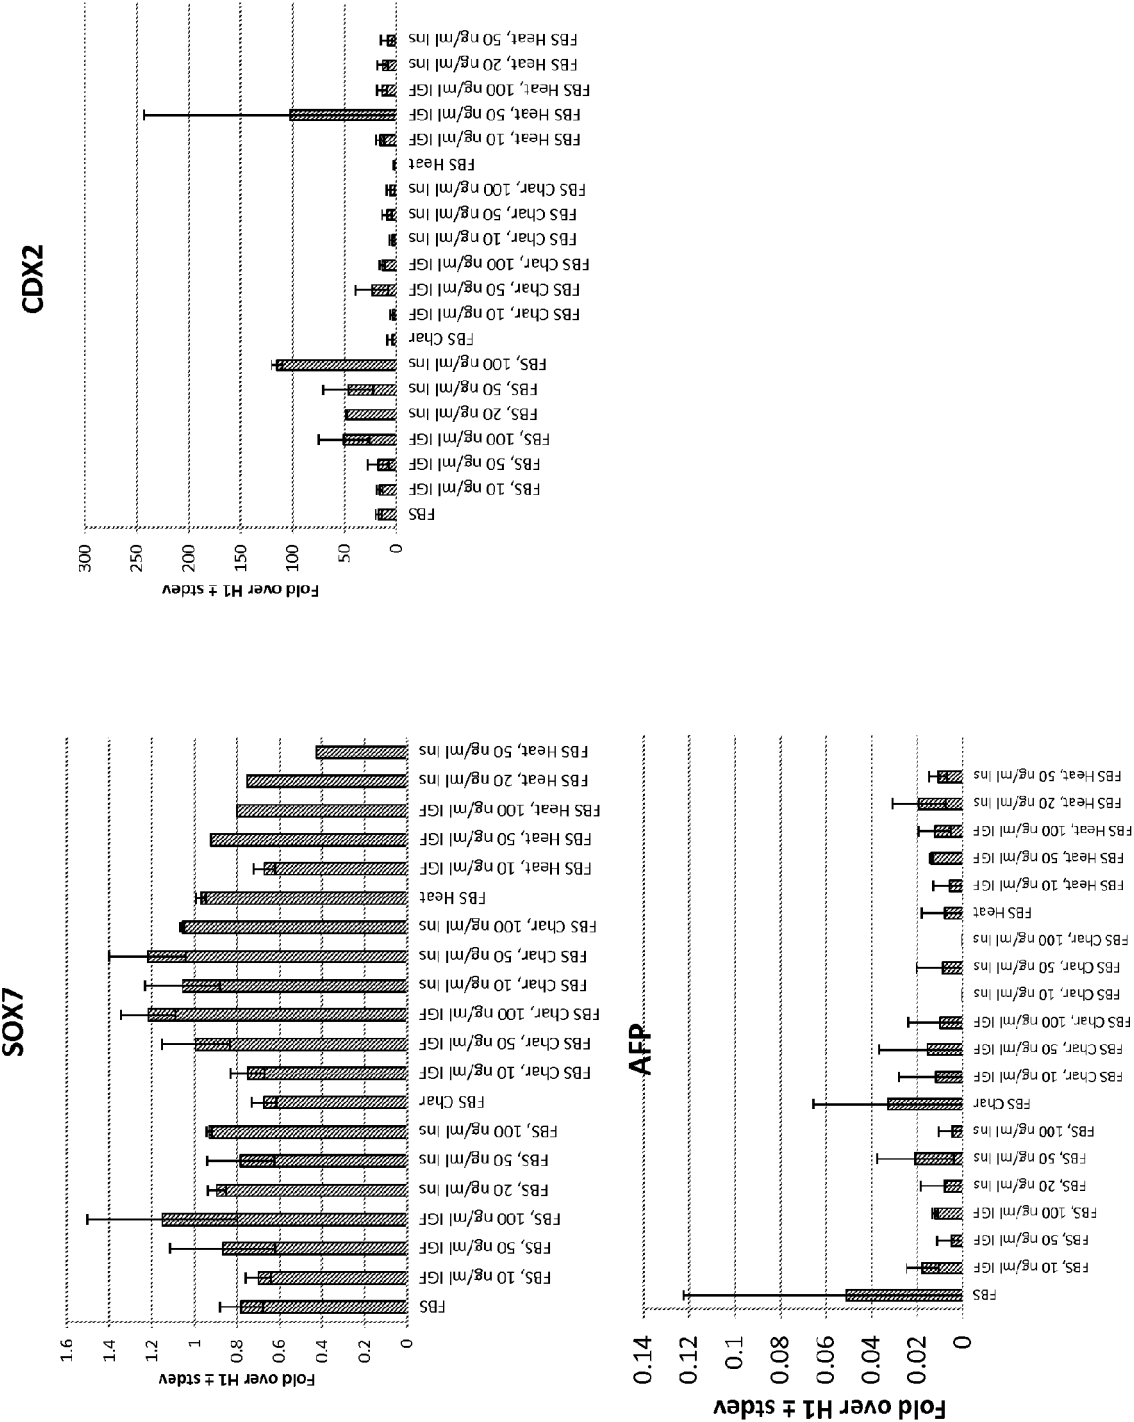 SOX7
Fold over H1 ± stdev
1.6
1.4
1.2
1
0.8
0.6
0.4
0.2
0
FBS
FBS, 10 ng/ml IGF
FBS, 50 ng/ml IGF
FBS, 100 ng/ml IGF
FBS, 20 ng/ml Ins
FBS, 50 ng/ml Ins
FBS, 100 ng/ml Ins
FBS Char
FBS Char, 10 ng/ml IGF
FBS Char, 50 ng/ml IGF
FBS Char, 100 ng/ml IGF
FBS Char, 10 ng/ml Ins
FBS Char, 50 ng/ml Ins
FBS Char, 100 ng/ml Ins
FBS Heat
FBS Heat, 10 ng/ml IGF
FBS Heat, 50 ng/ml IGF
FBS Heat, 100 ng/ml IGF
FBS Heat, 20 ng/ml Ins
FBS Heat, 50 ng/ml Ins
CDX2
Fold over H1 ± stdev
300
250
200
150
100
50
0
FBS
FBS, 10 ng/ml IGF
FBS, 50 ng/ml IGF
FBS, 100 ng/ml IGF
FBS, 20 ng/ml Ins
FBS, 50 ng/ml Ins
FBS, 100 ng/ml Ins
FBS Char
FBS Char, 10 ng/ml IGF
FBS Char, 50 ng/ml IGF
FBS Char, 100 ng/ml IGF
FBS Char, 10 ng/ml Ins
FBS Char, 50 ng/ml Ins
FBS Char, 100 ng/ml Ins
FBS Heat
FBS Heat, 10 ng/ml IGF
FBS Heat, 50 ng/ml IGF
FBS Heat, 100 ng/ml IGF
FBS Heat, 20 ng/ml Ins
FBS Heat, 50 ng/ml Ins
AFP
Fold over H1 ± stdev
0.14
0.12
0.1
0.08
0.06
0.04
0.02
0
FBS
FBS, 10 ng/ml IGF
FBS, 50 ng/ml IGF
FBS, 100 ng/ml IGF
FBS, 20 ng/ml Ins
FBS, 50 ng/ml Ins
FBS, 100 ng/ml Ins
FBS Char
FBS Char, 10 ng/ml IGF
FBS Char, 50 ng/ml IGF
FBS Char, 100 ng/ml IGF
FBS Char, 10 ng/ml Ins
FBS Char, 50 ng/ml Ins
FBS Char, 100 ng/ml Ins
FBS Heat
FBS Heat, 10 ng/ml IGF
FBS Heat, 50 ng/ml IGF
FBS Heat, 100 ng/ml IGF
FBS Heat, 20 ng/ml Ins
FBS Heat, 50 ng/ml Ins